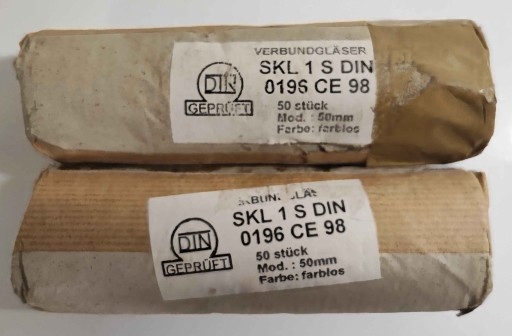 VERBUNDGLÄSER
SKL 1 S DIN
0196 CE 98
50 stück
Mod. : 50mm
Farbe: farblos
DIN
GEPRÜFT
SKL 1 S DIN
0196 CE 98
50 stück
Mod. : 50mm
Farbe: farblos
DIN
GEPRÜFT